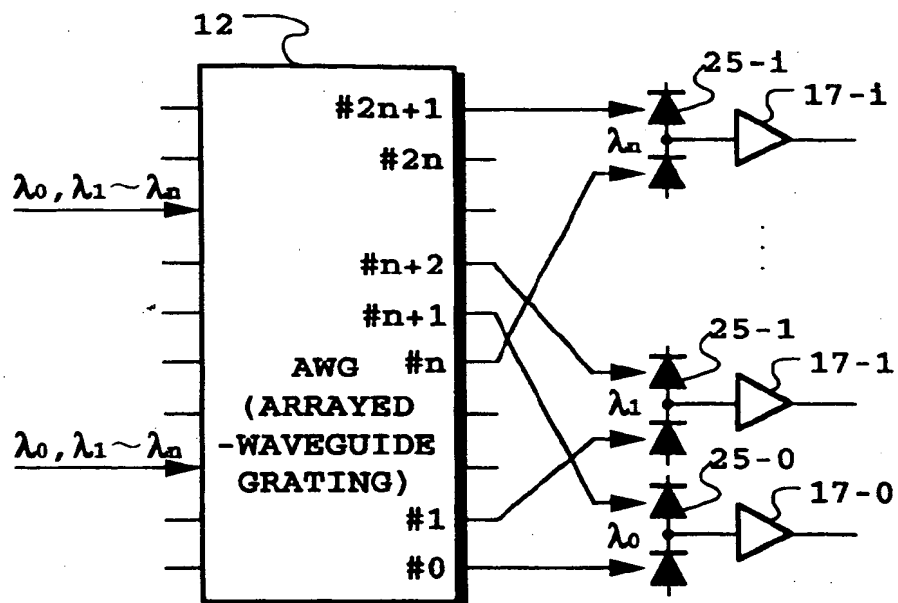 12
25-i
17-i
#2n+1
λn
#2n
λ0,λ1~λn
#n+2
#n+1
#n
25-1
17-1
AWG
(ARRAYED
-WAVEGUIDE
GRATING)
λ1
λ0,λ1~λn
25-0
17-0
#1
λ0
#0